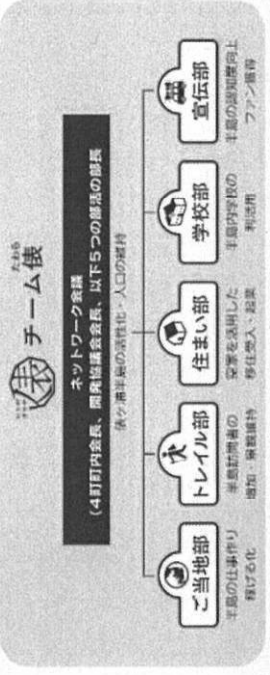 たわら
チーム俵
ネットワーク会議
(4町町内会長、開発協議会会長、以下5つの部活の部長)
俵ヶ浦半島の活性化・人口の維持
ご当地部
半島の仕事作り
稼げる化
トレイル部
半島訪問者の
増加・景観維持
住まい部
空家を活用した
移住受入・起業
学校部
半島内学校の
利活用
宣伝部
半島の認知度向上
ファン獲得